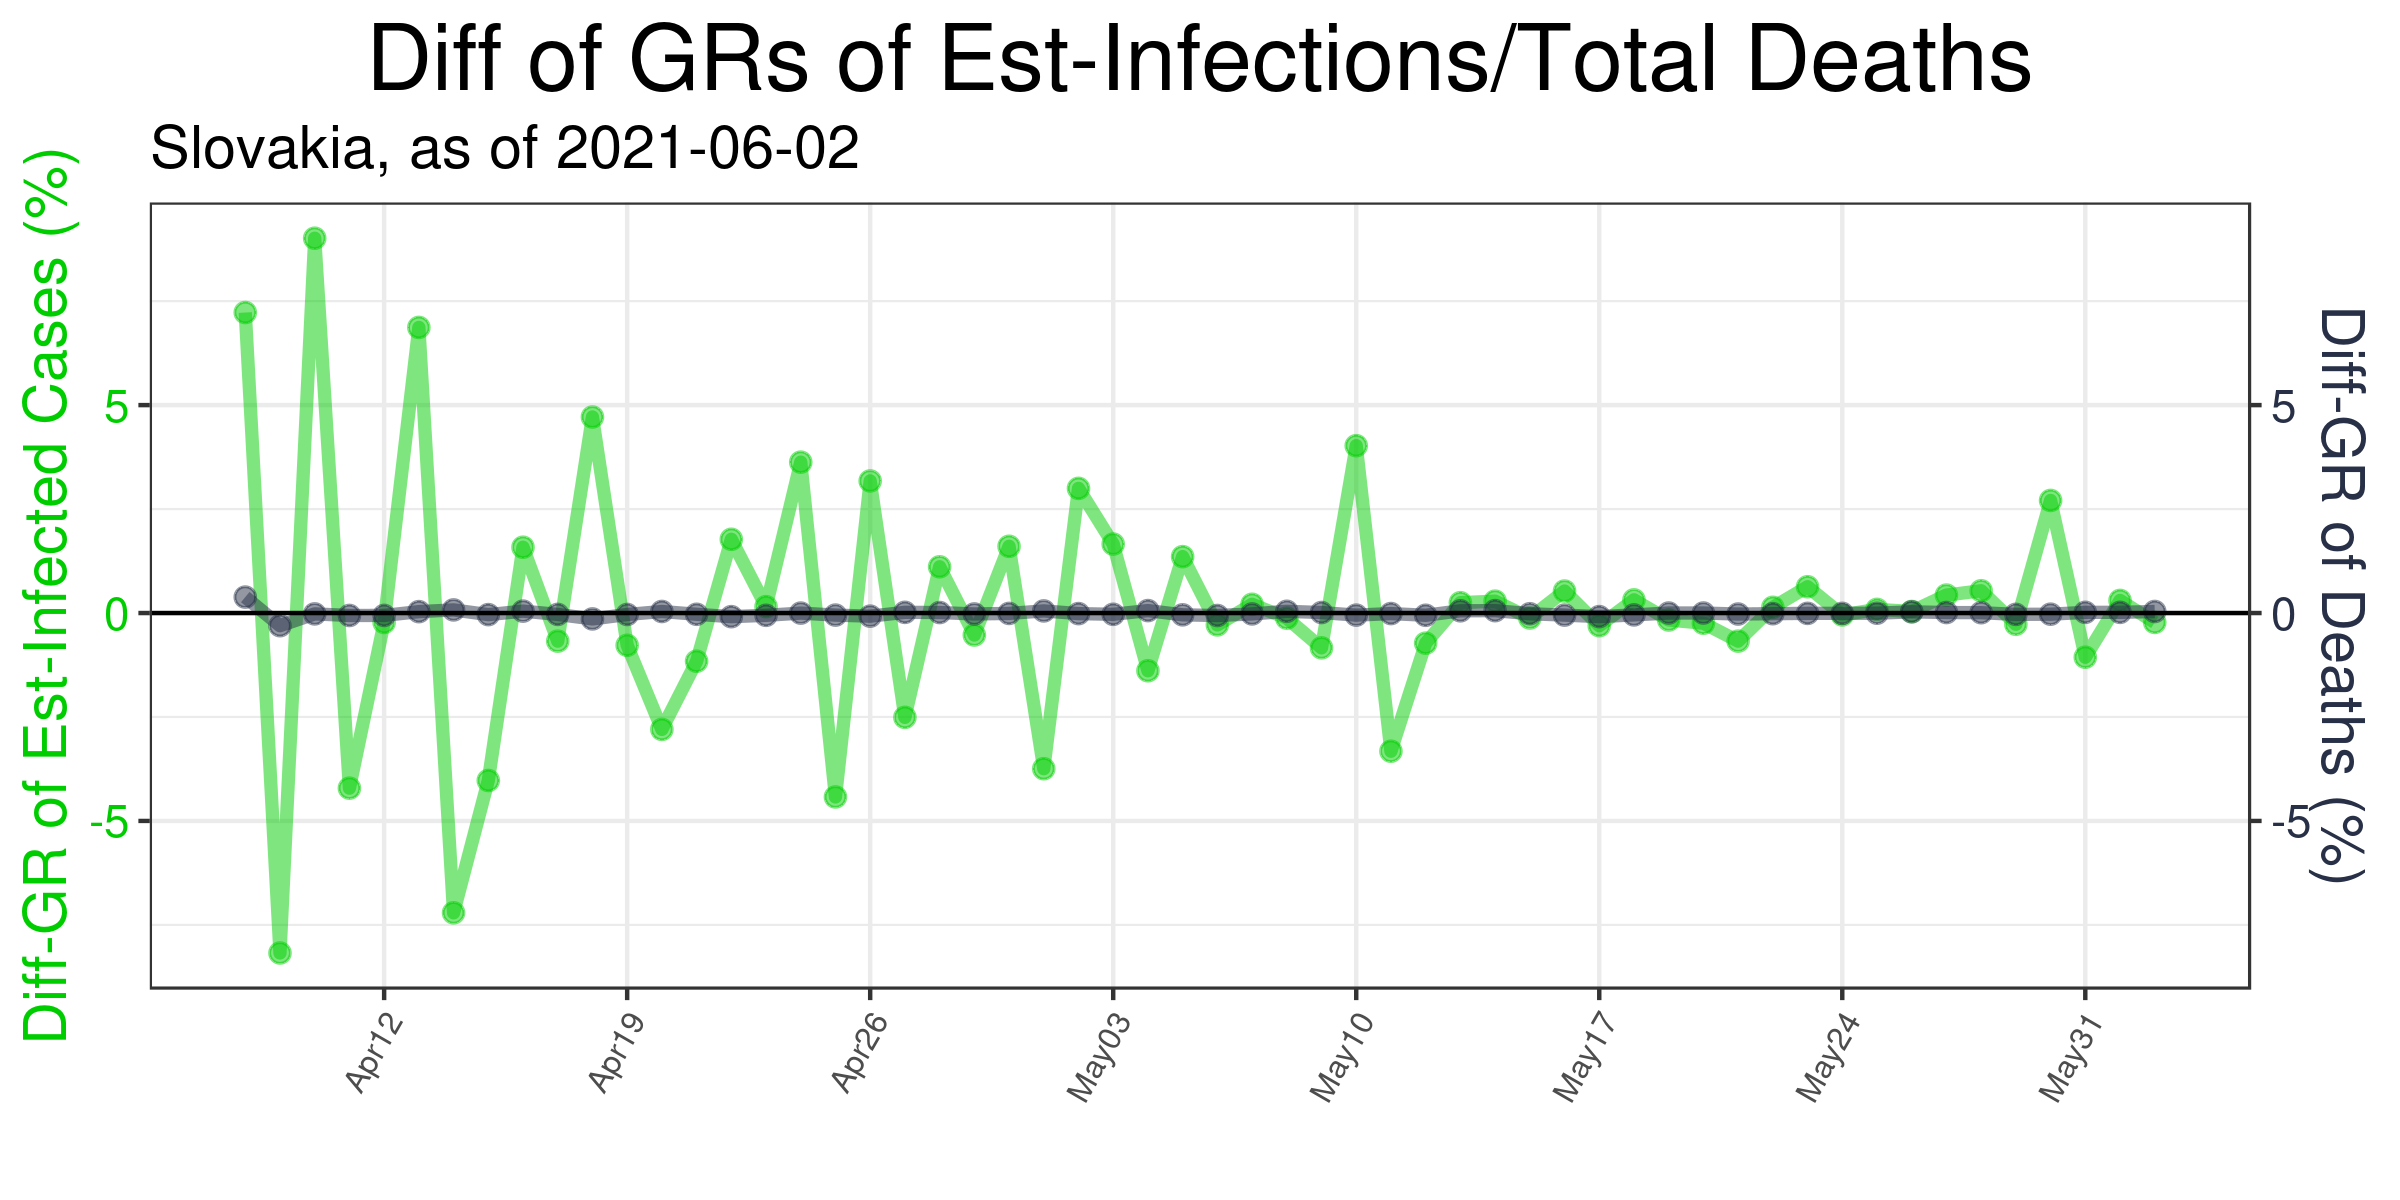 Diff of GRs of Est-Infections/Total Deaths
Slovakia, as of 2021-06-02
Diff-GR of Est-Infected Cases (%)
5
0
-5
5
0
-5
Diff-GR of Deaths (%)
Apr12
Apr19
Apr26
May03
May10
May17
May24
May31